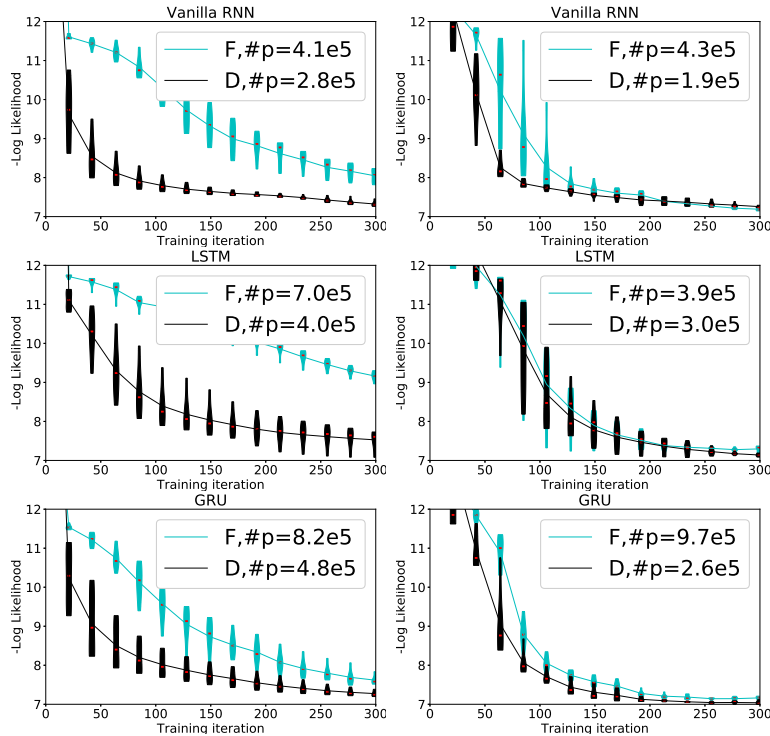 Vanilla RNN
12
11
10
9
8
7
-Log Likelihood
F,#p=4.1e5
D,#p=2.8e5
0 50 100 150 200 250 300
Training iteration
Vanilla RNN
12
11
10
9
8
7
-Log Likelihood
F,#p=4.3e5
D,#p=1.9e5
0 50 100 150 200 250 300
Training iteration
LSTM
12
11
10
9
8
7
-Log Likelihood
F,#p=7.0e5
D,#p=4.0e5
0 50 100 150 200 250 300
Training iteration
LSTM
12
11
10
9
8
7
-Log Likelihood
F,#p=3.9e5
D,#p=3.0e5
0 50 100 150 200 250 300
Training iteration
GRU
12
11
10
9
8
7
-Log Likelihood
F,#p=8.2e5
D,#p=4.8e5
0 50 100 150 200 250 300
Training iteration
GRU
12
11
10
9
8
7
-Log Likelihood
F,#p=9.7e5
D,#p=2.6e5
0 50 100 150 200 250 300
Training iteration